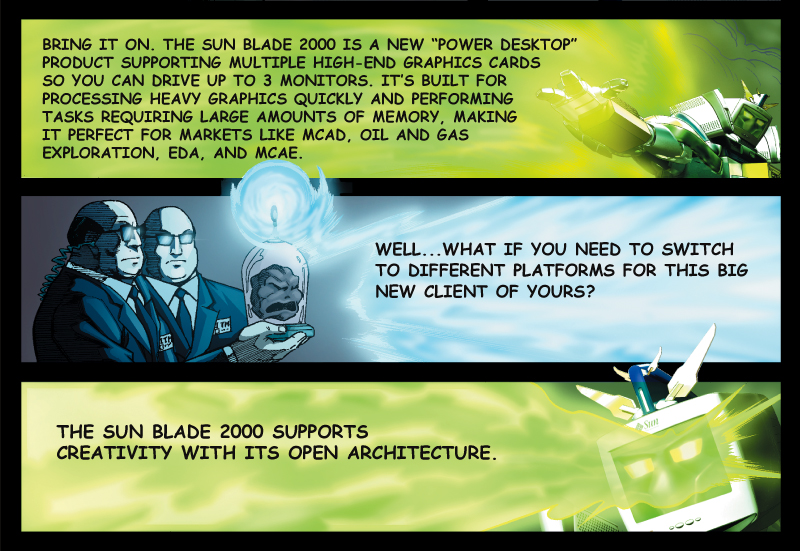 BRING IT ON. THE SUN BLADE 2000 IS A NEW “POWER DESKTOP”
PRODUCT SUPPORTING MULTIPLE HIGH-END GRAPHICS CARDS
SO YOU CAN DRIVE UP TO 3 MONITORS. IT’S BUILT FOR
PROCESSING HEAVY GRAPHICS QUICKLY AND PERFORMING
TASKS REQUIRING LARGE AMOUNTS OF MEMORY, MAKING
IT PERFECT FOR MARKETS LIKE MCAD, OIL AND GAS
EXPLORATION, EDA, AND MCAE.
WELL...WHAT IF YOU NEED TO SWITCH
TO DIFFERENT PLATFORMS FOR THIS BIG
NEW CLIENT OF YOURS?
THE SUN BLADE 2000 SUPPORTS
CREATIVITY WITH ITS OPEN ARCHITECTURE.
Sun